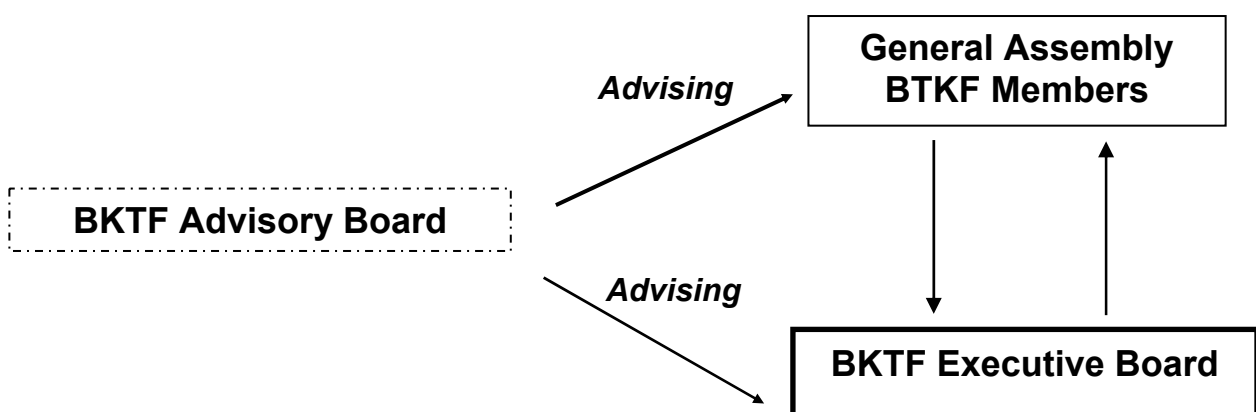 General Assembly
BTKF Members
Advising
BKTF Advisory Board
Advising
BKTF Executive Board